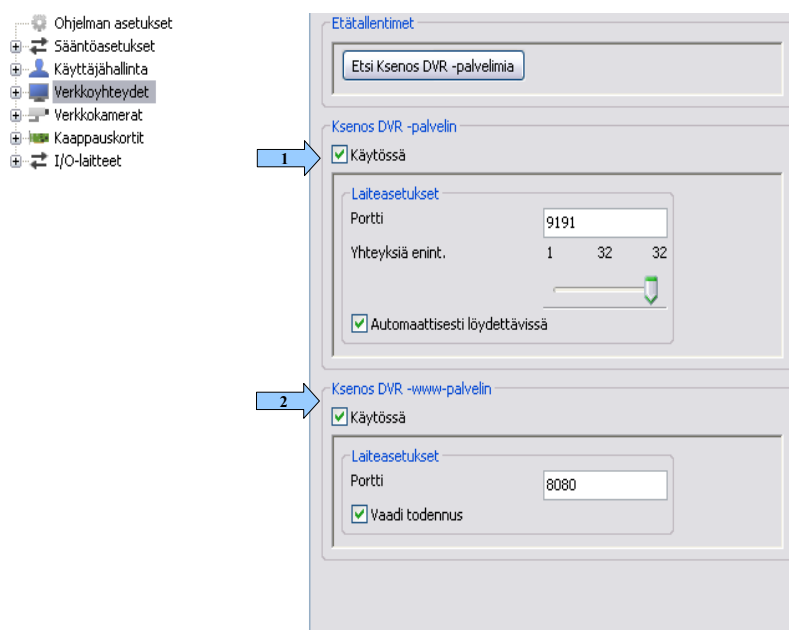 Ohjelman asetukset
Sääntöasetukset
Käyttäjähallinta
Verkkoyhteydet
Verkkokamerat
Kaappauskortit
I/O-laitteet
Etätallentimet
Etsi Ksenos DVR -palvelimia
Ksenos DVR -palvelin
1
Käytössä
Laiteasetukset
Portti 9191
Yhteyksiä enint. 1 32 32
Automaattisesti löydettävissä
Ksenos DVR -www-palvelin
2
Käytössä
Laiteasetukset
Portti 8080
Vaadi todennus